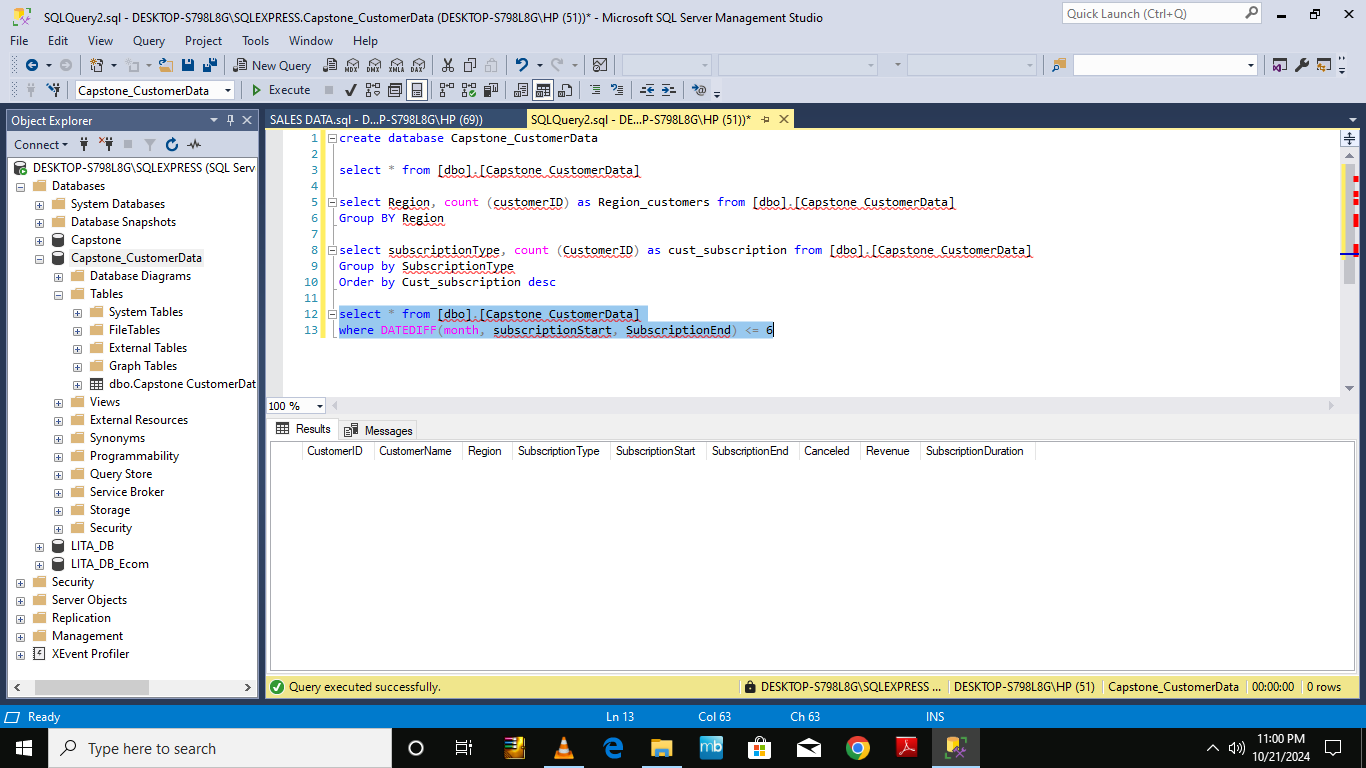 SQLQuery2.sql - DESKTOP-S798L8G\SQLEXPRESS.Capstone_CustomerData (DESKTOP-S798L8G\HP (51))* - Microsoft SQL Server Management Studio
Quick Launch (Ctrl+Q)
File Edit View Query Project Tools Window Help
New Query MDX DMX XMLA DAX
Capstone_CustomerData Execute
Object Explorer
SALES DATA.sql - D...P-S798L8G\HP (69)) SQLQuery2.sql - DE...P-S798L8G\HP (51))*
Connect
DESKTOP-S798L8G\SQLEXPRESS (SQL Serv
Databases
System Databases
Database Snapshots
Capstone
Capstone_CustomerData
Database Diagrams
Tables
System Tables
FileTables
External Tables
Graph Tables
dbo.Capstone CustomerDat
Views
External Resources
Synonyms
Programmability
Query Store
Service Broker
Storage
Security
LITA_DB
LITA_DB_Ecom
Security
Server Objects
Replication
Management
XEvent Profiler
1 create database Capstone_CustomerData
2
3 select * from [dbo].[Capstone CustomerData]
4
5 select Region, count (customerID) as Region_customers from [dbo].[Capstone CustomerData]
6 Group BY Region
7
8 select subscriptionType, count (CustomerID) as cust_subscription from [dbo].[Capstone CustomerData]
9 Group by SubscriptionType
10 Order by Cust_subscription desc
11
12 select * from [dbo].[Capstone CustomerData]
13 where DATEDIFF(month, subscriptionStart, SubscriptionEnd) <= 6
100 %
Results Messages
CustomerID CustomerName Region SubscriptionType SubscriptionStart SubscriptionEnd Canceled Revenue SubscriptionDuration
Query executed successfully. DESKTOP-S798L8G\SQLEXPRESS ... DESKTOP-S798L8G\HP (51) Capstone_CustomerData 00:00:00 0 rows
Ready Ln 13 Col 63 Ch 63 INS
Type here to search
mb
11:00 PM
10/21/2024